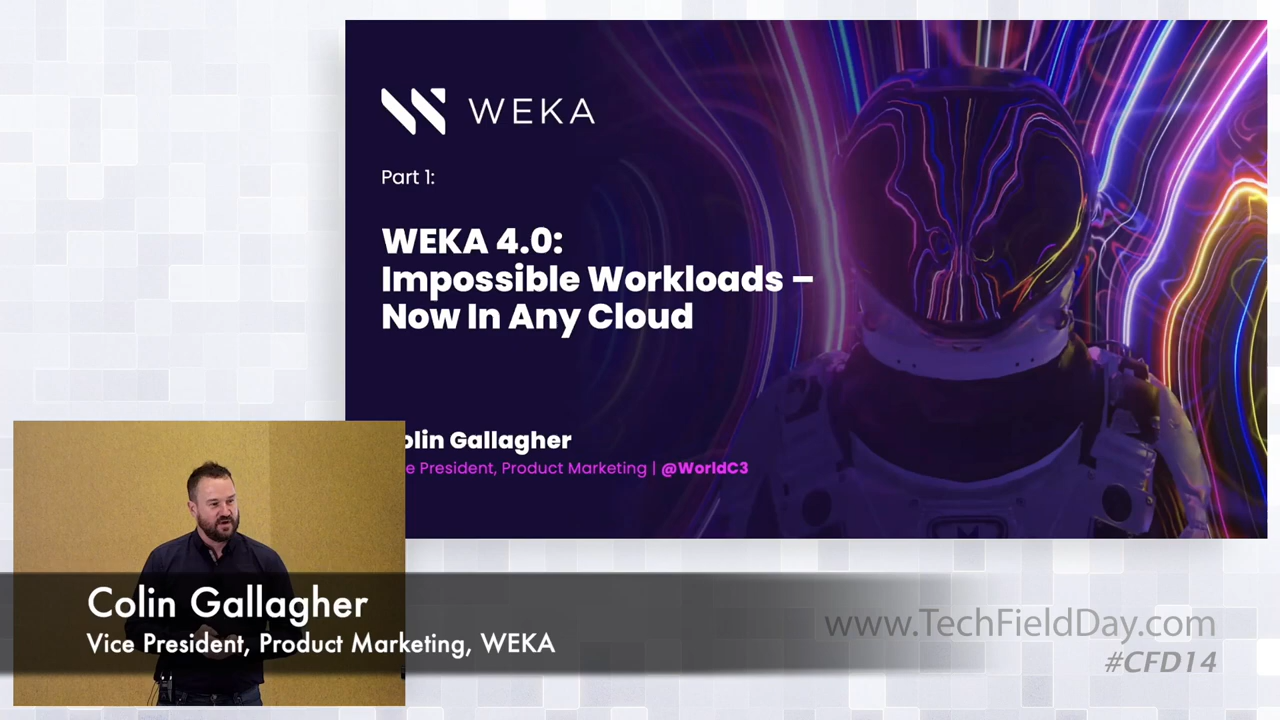 WEKA
Part 1:
WEKA 4.0:
Impossible Workloads –
Now In Any Cloud
olin Gallagher
e President, Product Marketing | @WorldC3
Colin Gallagher
Vice President, Product Marketing, WEKA
www.TechFieldDay.com
#CFD14